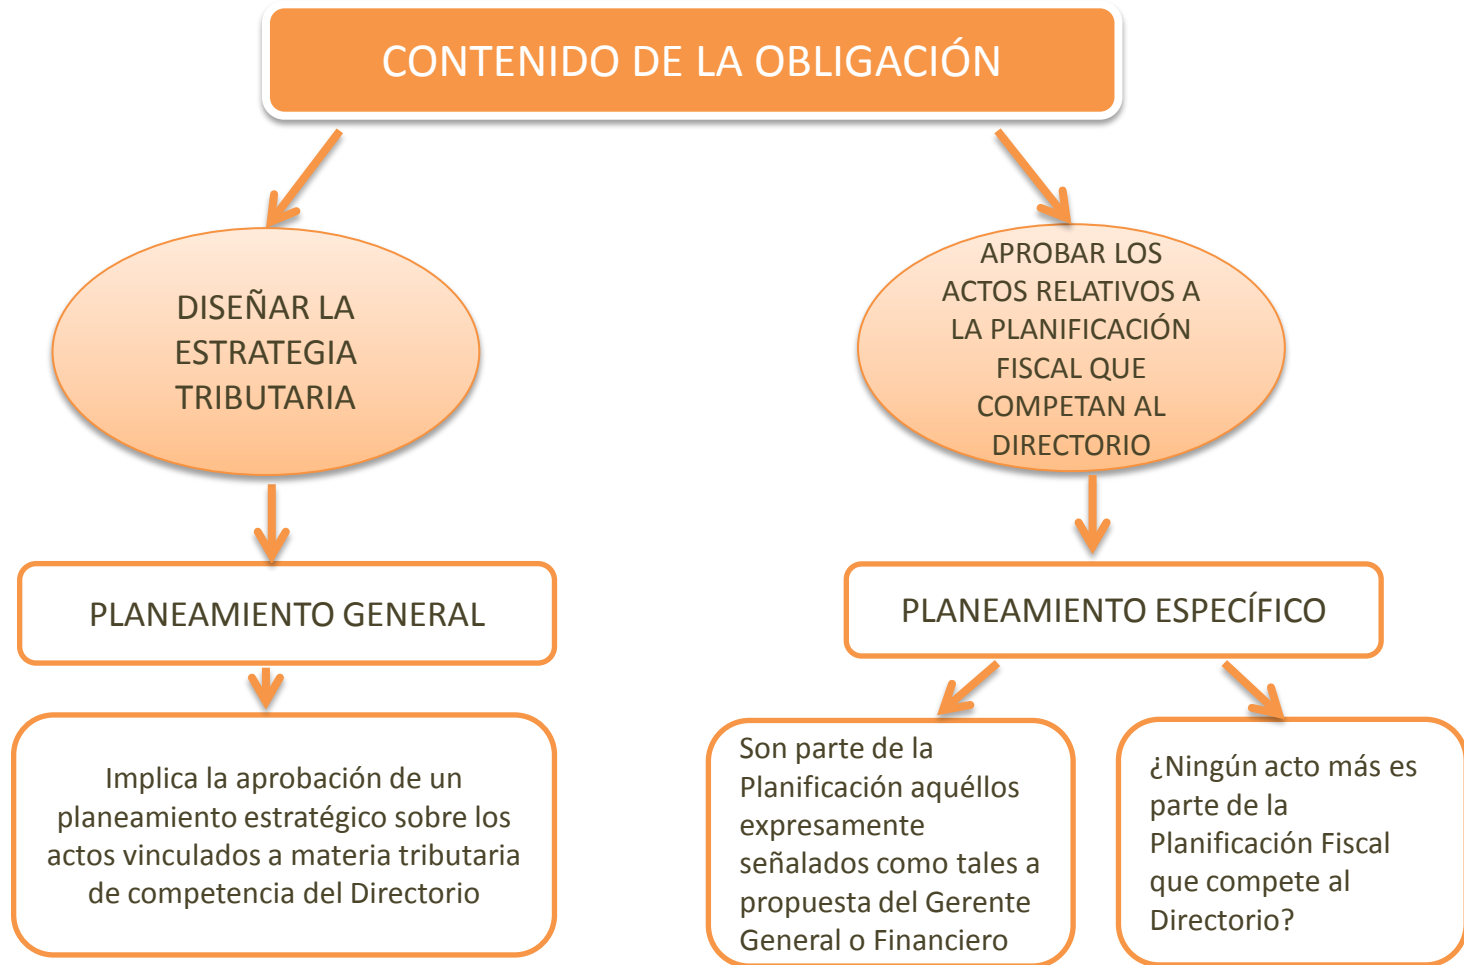 CONTENIDO DE LA OBLIGACIÓN
DISEÑAR LA
ESTRATEGIA
TRIBUTARIA
APROBAR LOS
ACTOS RELATIVOS A
LA PLANIFICACIÓN
FISCAL QUE
COMPETAN AL
DIRECTORIO
PLANEAMIENTO GENERAL
PLANEAMIENTO ESPECÍFICO
Implica la aprobación de un
planeamiento estratégico sobre los
actos vinculados a materia tributaria
de competencia del Directorio
Son parte de la
Planificación aquéllos
expresamente
señalados como tales a
propuesta del Gerente
General o Financiero
¿Ningún acto más es
parte de la
Planificación Fiscal
que compete al
Directorio?